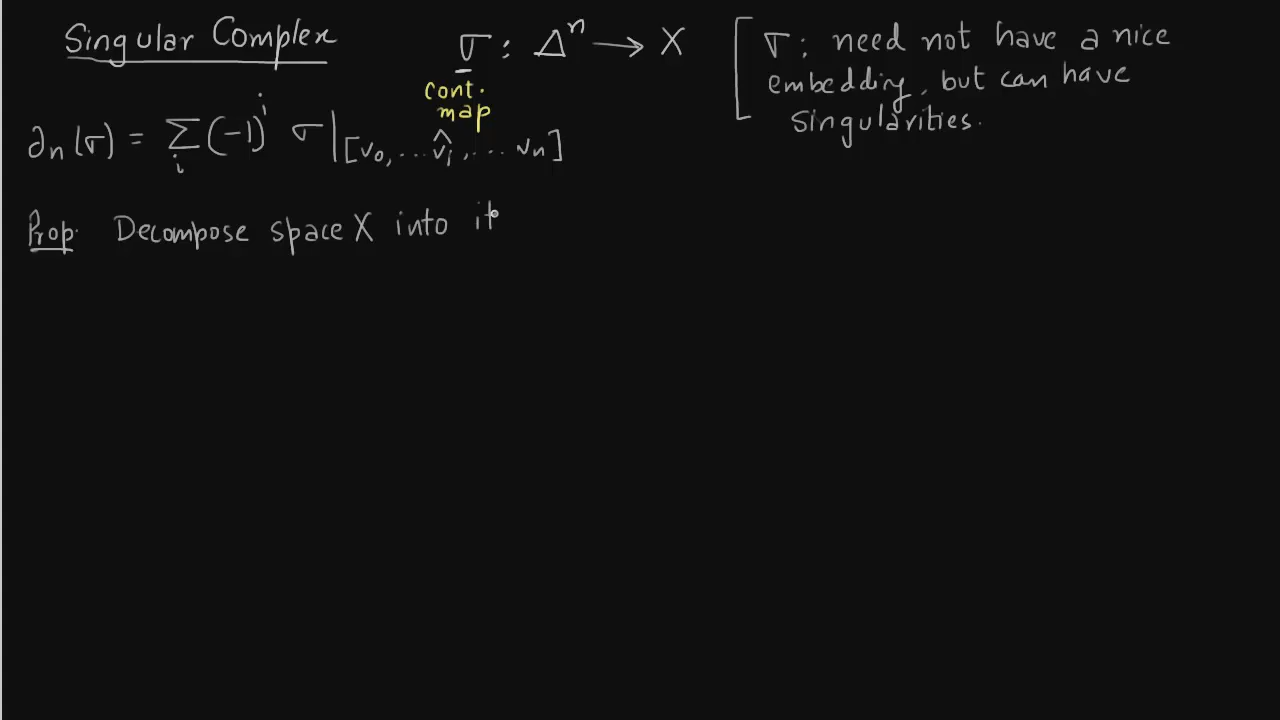 Singular Complex
σ : Δⁿ → X
cont.
map
[ σ : need not have a nice
embedding, but can have
singularities.
∂ₙ(σ) = Σᵢ (-1)ⁱ σ|[v₀, ... v̂ᵢ, ... vₙ]
Prop. Decompose space X into it